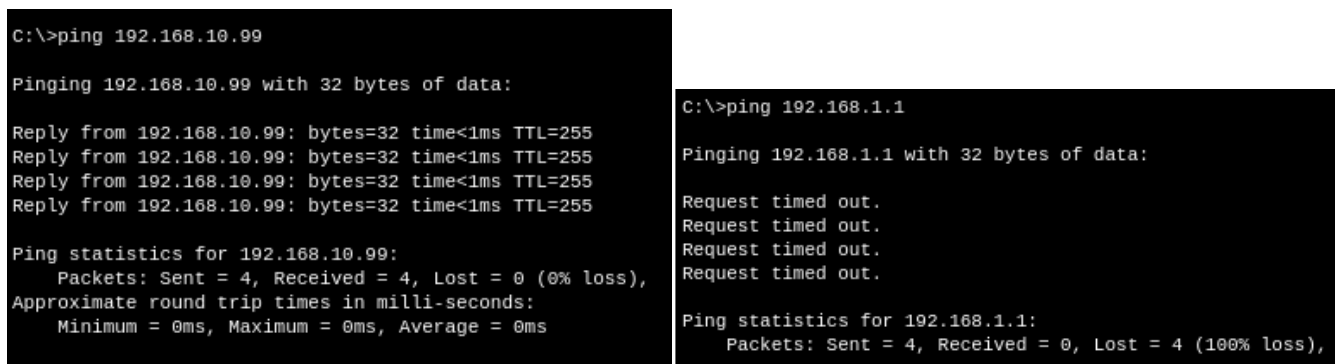 C:\>ping 192.168.10.99
Pinging 192.168.10.99 with 32 bytes of data:
Reply from 192.168.10.99: bytes=32 time<1ms TTL=255
Reply from 192.168.10.99: bytes=32 time<1ms TTL=255
Reply from 192.168.10.99: bytes=32 time<1ms TTL=255
Reply from 192.168.10.99: bytes=32 time<1ms TTL=255
Ping statistics for 192.168.10.99:
    Packets: Sent = 4, Received = 4, Lost = 0 (0% loss),
Approximate round trip times in milli-seconds:
    Minimum = 0ms, Maximum = 0ms, Average = 0ms
C:\>ping 192.168.1.1
Pinging 192.168.1.1 with 32 bytes of data:
Request timed out.
Request timed out.
Request timed out.
Request timed out.
Ping statistics for 192.168.1.1:
    Packets: Sent = 4, Received = 0, Lost = 4 (100% loss),